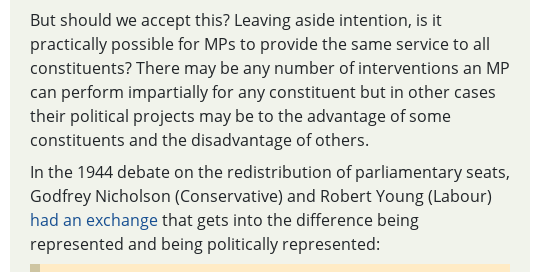 But should we accept this? Leaving aside intention, is it
practically possible for MPs to provide the same service to all
constituents? There may be any number of interventions an MP
can perform impartially for any constituent but in other cases
their political projects may be to the advantage of some
constituents and the disadvantage of others.
In the 1944 debate on the redistribution of parliamentary seats,
Godfrey Nicholson (Conservative) and Robert Young (Labour)
had an exchange that gets into the difference being
represented and being politically represented: